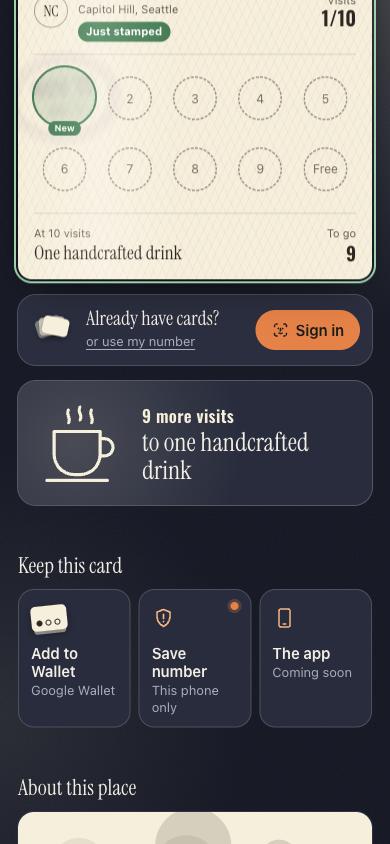 Visits
NC
Capitol Hill, Seattle
1/10
Just stamped
2
3
4
5
New
6
7
8
9
Free
At 10 visits
To go
One handcrafted drink
9
Already have cards?
or use my number
Sign in
9 more visits
to one handcrafted
drink
Keep this card
Add to
Wallet
Google Wallet
Save
number
This phone
only
The app
Coming soon
About this place